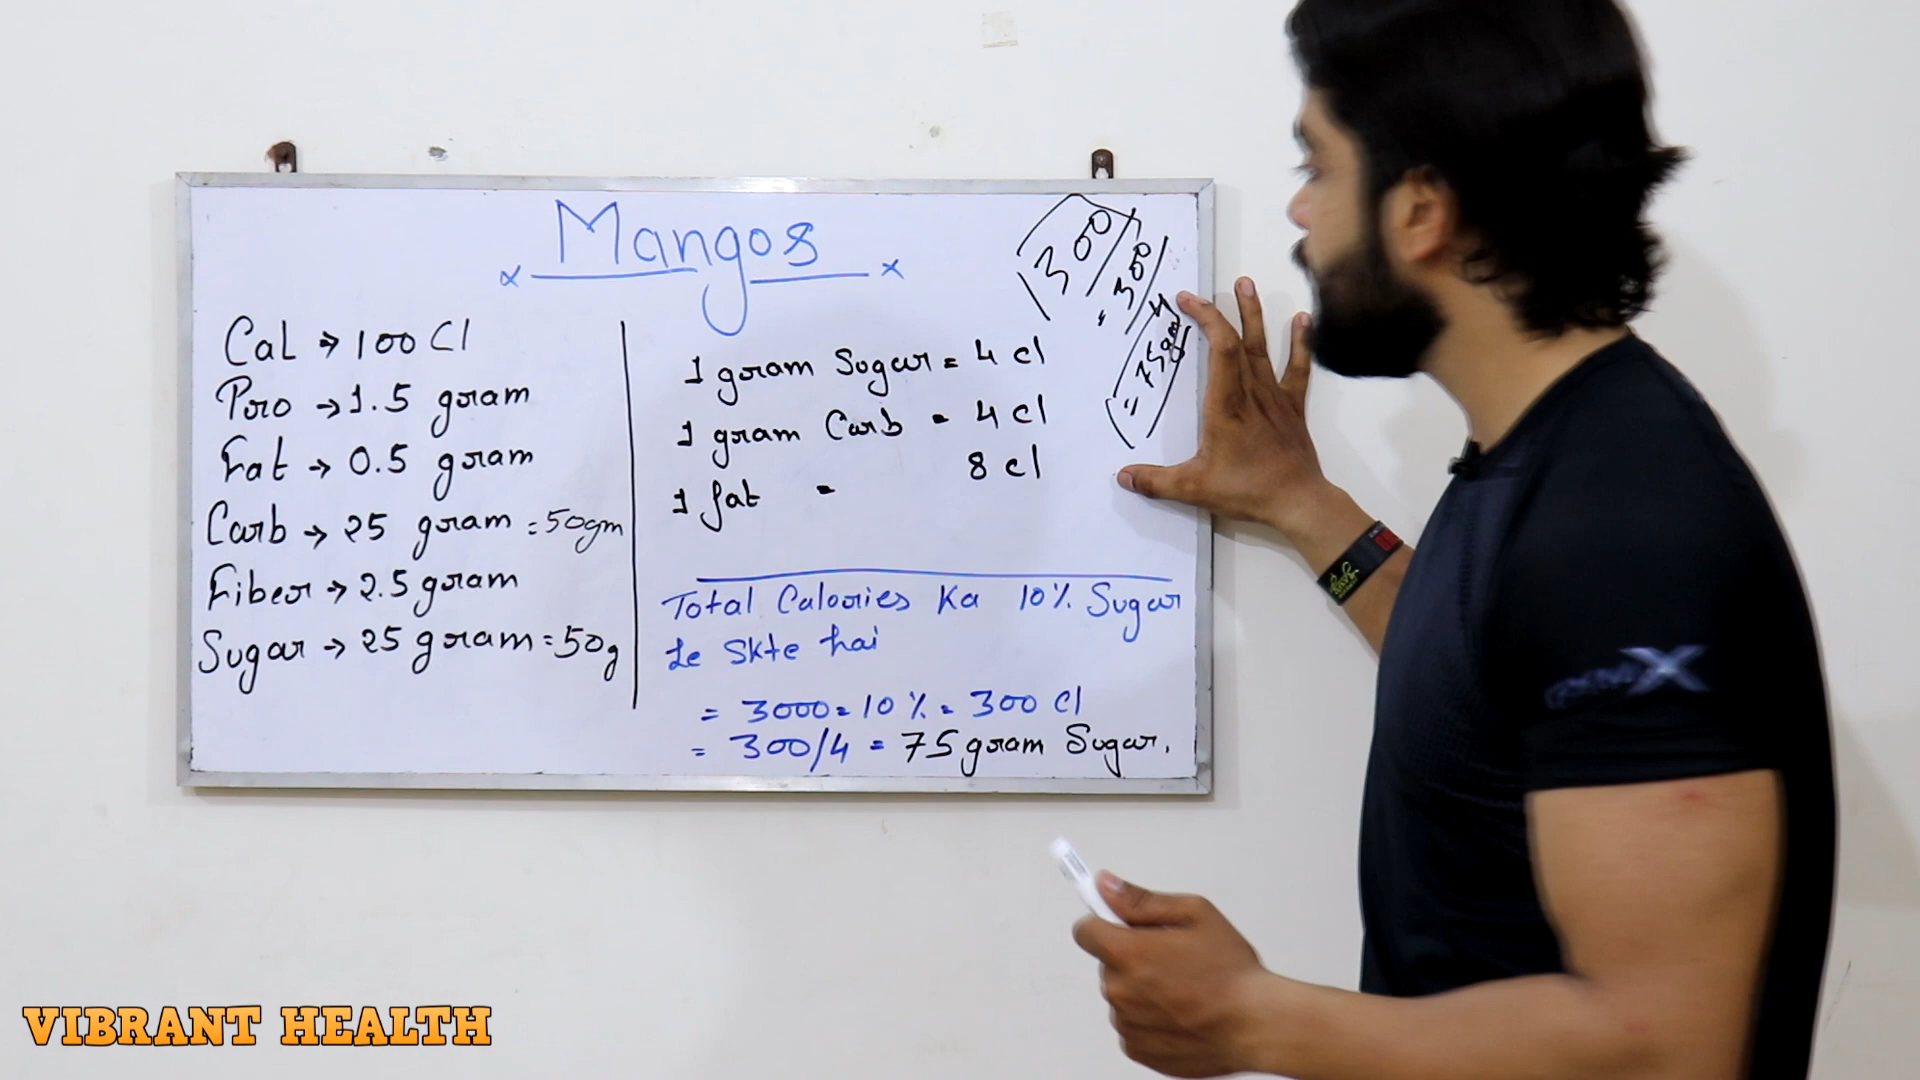 Mangos
Cal → 100 Cl
Pro → 1.5 gram
Fat → 0.5 gram
Carb → 25 gram = 50gm
Fiber → 2.5 gram
Sugar → 25 gram = 50g
1 gram Sugar = 4 cl
1 gram Carb = 4 cl
1 fat = 8 cl
300
= 300
Total Calories Ka 10% Sugar
Le Skte hai
= 3000 = 10% = 300 Cl
= 300/4 = 75 gram Sugar.
VIBRANT HEALTH